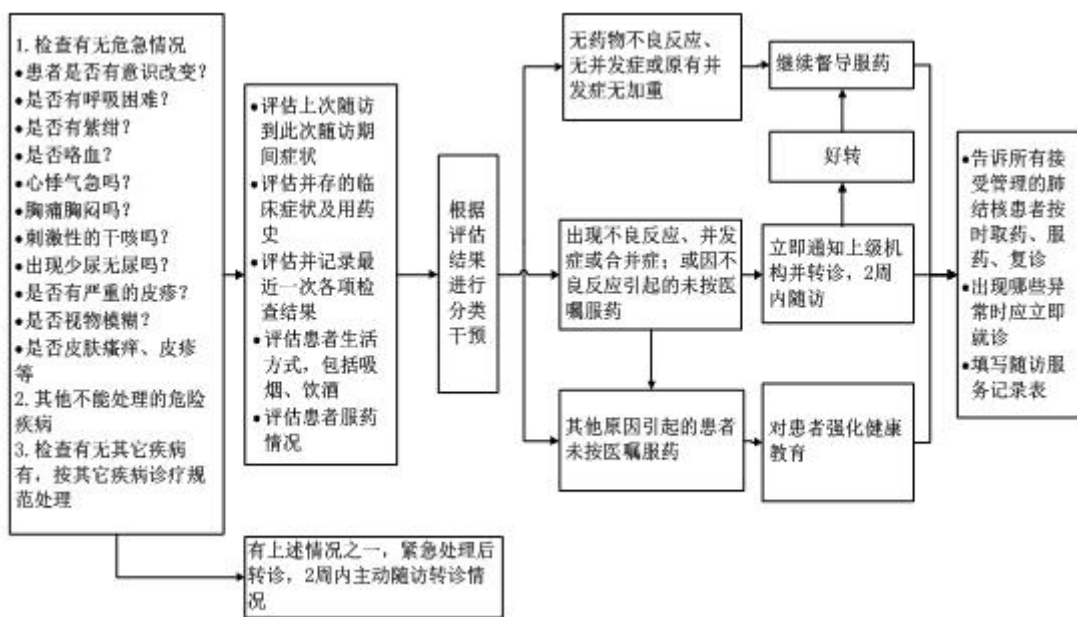 1.检查有无危急情况
●患者是否有意识改变?
●是否有呼吸困难?
●是否有紫绀?
●是否咯血?
●心悸气急吗?
●胸痛胸闷吗?
●刺激性的干咳吗?
●出现少尿无尿吗?
●是否有严重的皮疹?
●是否视物模糊?
●是否皮肤瘙痒、皮疹
等
2.其他不能处理的危险
疾病
3.检查有无其它疾病
有，按其它疾病诊疗规
范处理
●评估上次随访
到此次随访期
间症状
●评估并存的临
床症状及用药
史
●评估并记录最
近一次各项检
查结果
●评估患者生活
方式，包括吸
烟、饮酒
●评估患者服药
情况
有上述情况之一，紧急处理后
转诊，2周内主动随访转诊情
况
根据
评估
结果
进行
分类
干预
无药物不良反应、
无并发症或原有并
发症无加重
继续督导服药
好转
出现不良反应、并发
症或合并症；或因不
良反应引起的未按医
嘱服药
立即通知上级机
构并转诊，2周
内随访
其他原因引起的患者
未按医嘱服药
对患者强化健康
教育
●告诉所有接
受管理的肺
结核患者按
时取药、服
药、复诊
●出现哪些异
常时应立即
就诊
●填写随访服
务记录表